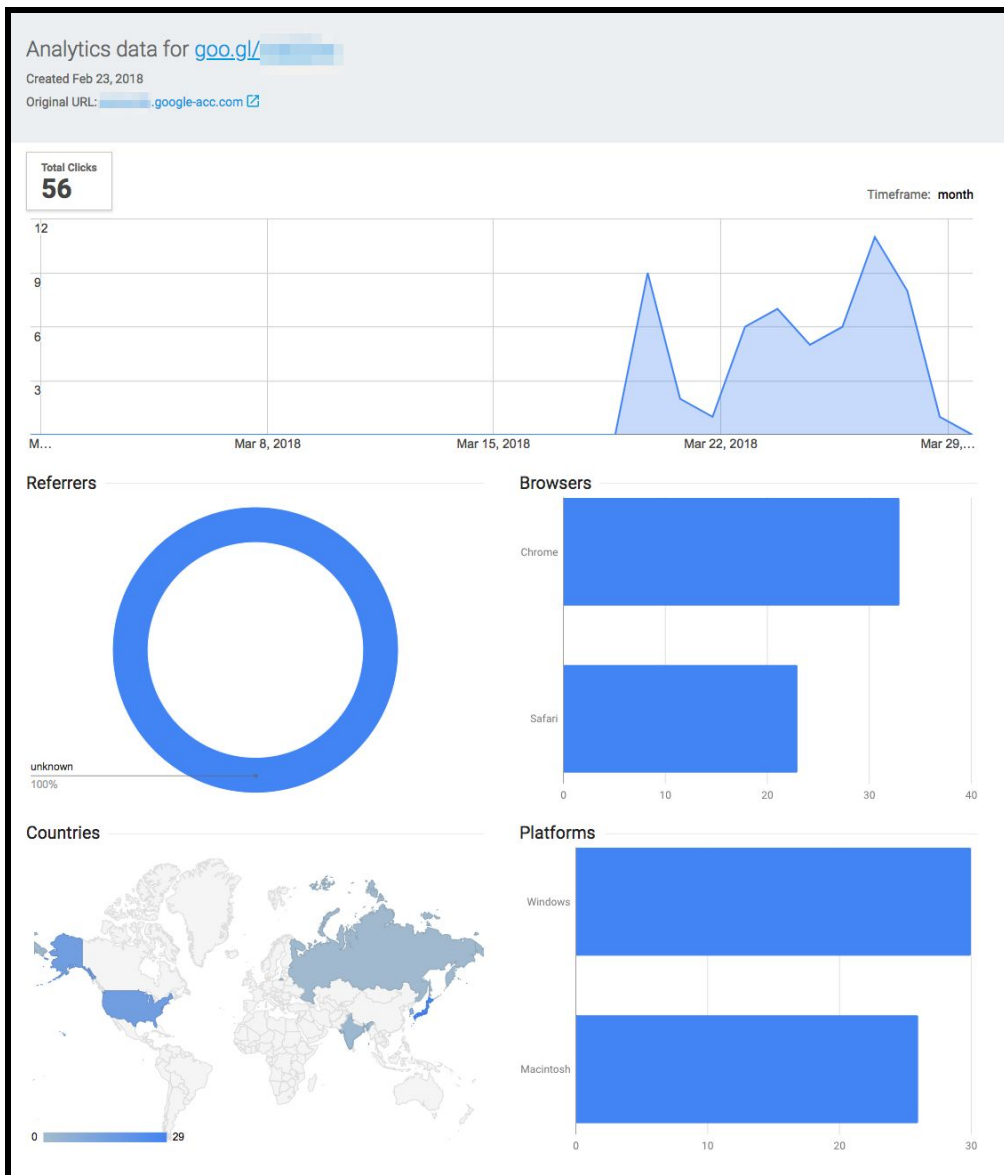 Analytics data for goo.gl/
Created Feb 23, 2018
Original URL: .google-acc.com
Total Clicks
56
Timeframe: month
12
9
6
3
M...
Mar 8, 2018
Mar 15, 2018
Mar 22, 2018
Mar 29,...
Referrers
unknown
100%
Browsers
Chrome
Safari
0 10 20 30 40
Countries
0 29
Platforms
Windows
Macintosh
0 10 20 30